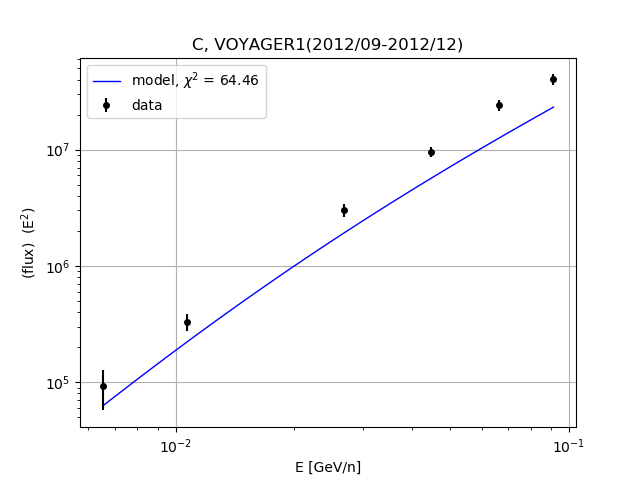 C, VOYAGER1(2012/09-2012/12)
model, χ² = 64.46
data
(flux) (E²)
10⁷
10⁶
10⁵
10⁻²
10⁻¹
E [GeV/n]